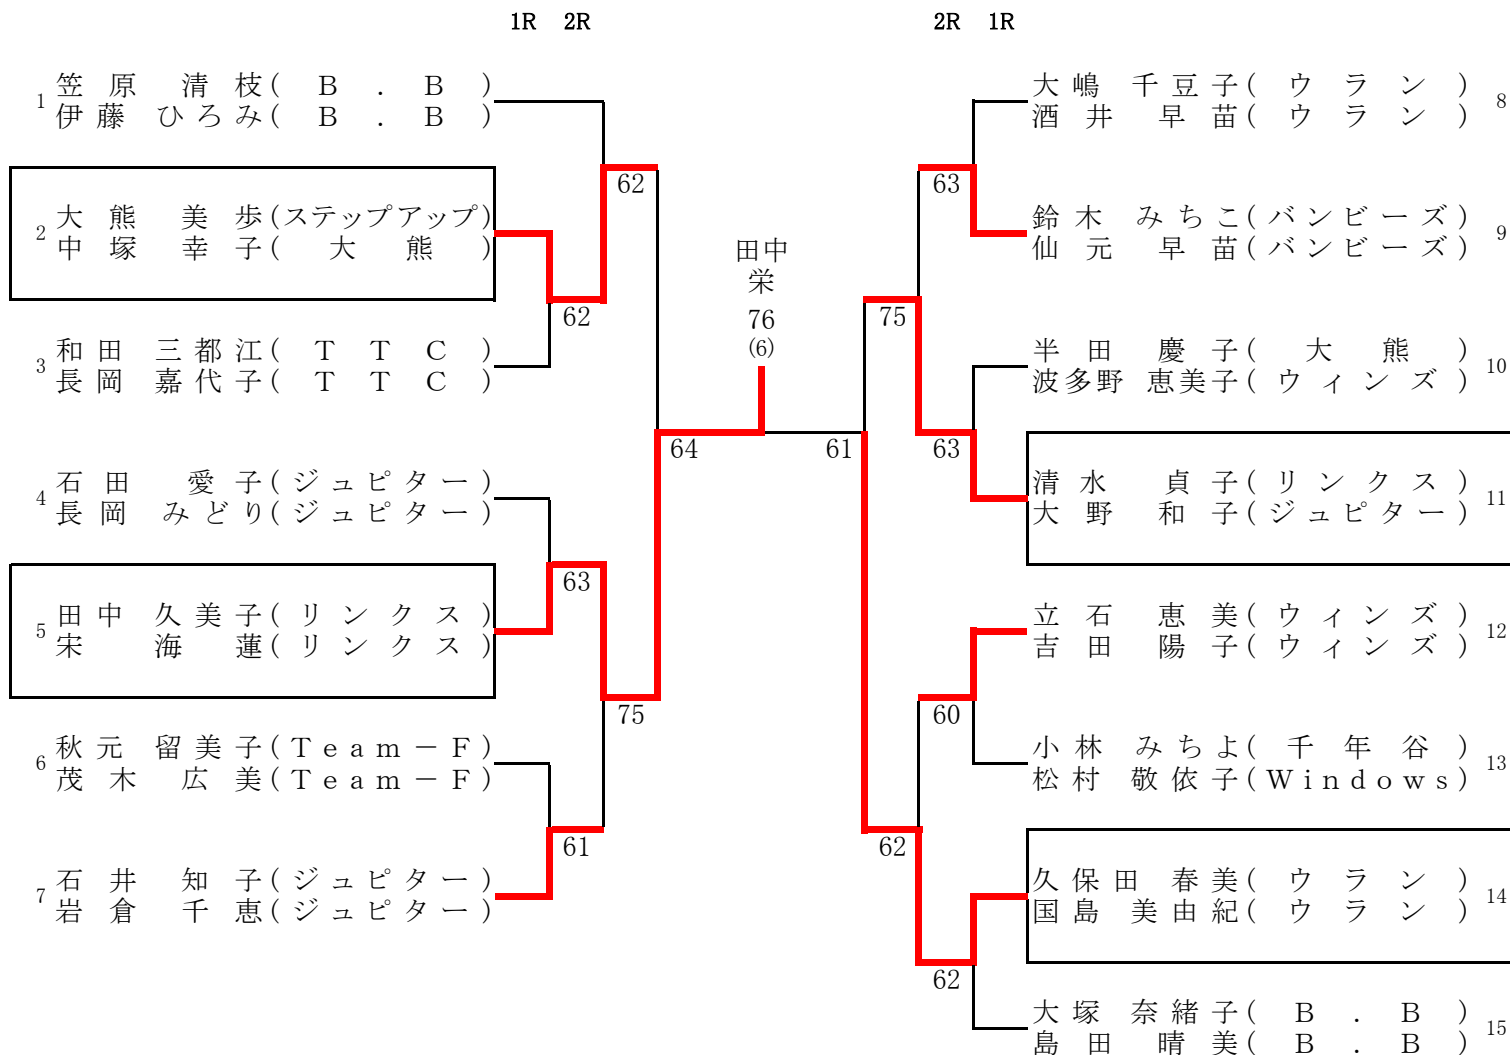 1R 2R
2R 1R
1 笠原 清枝(B.B)
伊藤 ひろみ(B.B)
62
2 大熊 美歩(ステップアップ)
中塚 幸子(大熊)
62
3 和田 三都江(TTC)
長岡 嘉代子(TTC)
64
4 石田 愛子(ジュピター)
長岡 みどり(ジュピター)
63
5 田中 久美子(リンクス)
宋 海蓮(リンクス)
75
6 秋元 留美子(Team－F)
茂木 広美(Team－F)
61
7 石井 知子(ジュピター)
岩倉 千恵(ジュピター)
田中
栄
76
(6)
大嶋 千豆子(ウラン) 8
酒井 早苗(ウラン)
63
鈴木 みちこ(バンビーズ) 9
仙元 早苗(バンビーズ)
75
半田 慶子(大熊) 10
波多野 恵美子(ウィンズ)
63
61
清水 貞子(リンクス) 11
大野 和子(ジュピター)
立石 恵美(ウィンズ) 12
吉田 陽子(ウィンズ)
60
小林 みちよ(千年谷) 13
松村 敬依子(Windows)
62
久保田 春美(ウラン) 14
国島 美由紀(ウラン)
62
大塚 奈緒子(B.B) 15
島田 晴美(B.B)